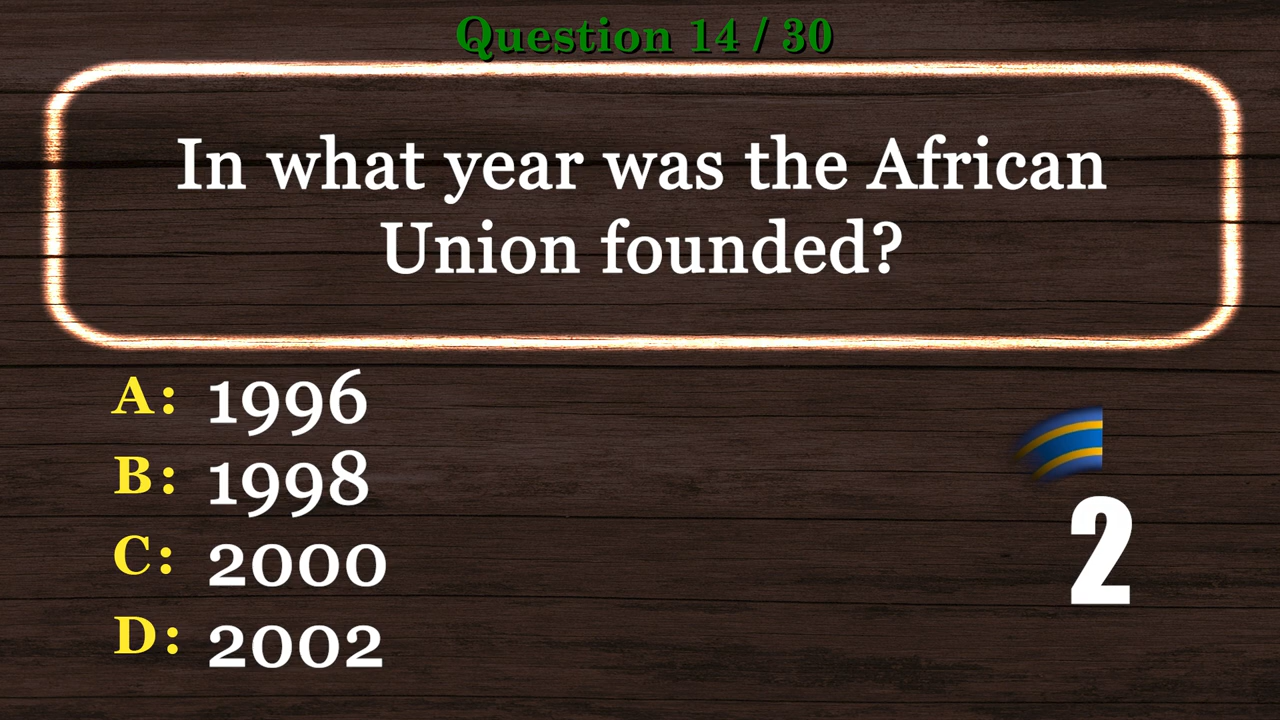 Question 14 / 30
In what year was the African
Union founded?
A: 1996
B: 1998
C: 2000
D: 2002
2